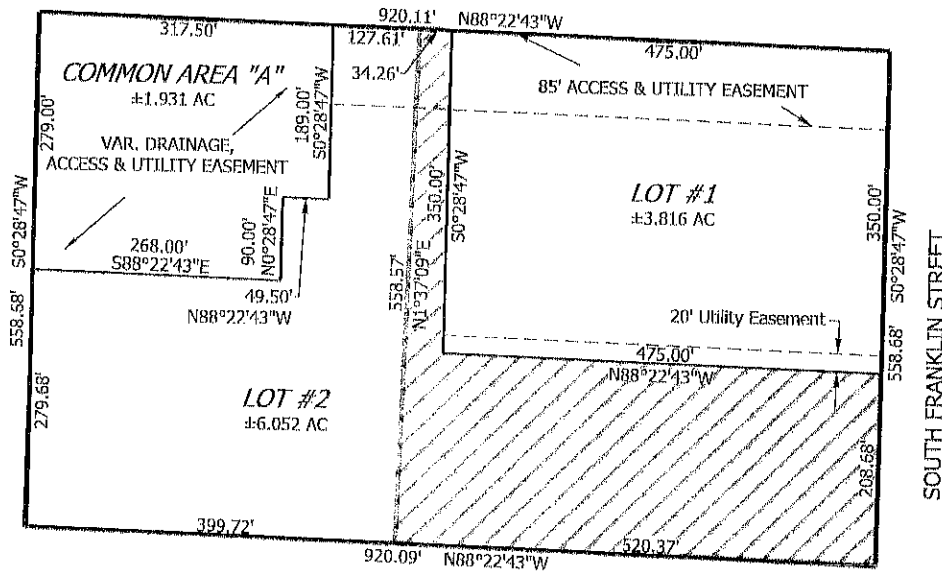 920.11' N88°22'43"W
317.50'
127.61'
475.00'
34.26'
COMMON AREA "A"
±1.931 AC
85' ACCESS & UTILITY EASEMENT
279.00'
189.00'
S0°28'47"W
VAR. DRAINAGE,
ACCESS & UTILITY EASEMENT
LOT #1
±3.816 AC
350.00'
S0°28'47"W
350.00'
S0°28'47"W
S0°28'47"W
558.68'
268.00'
S88°22'43"E
90.00'
N0°28'47"E
49.50'
N88°22'43"W
558.57'
N1°37'09"E
20' Utility Easement
475.00'
N88°22'43"W
558.68'
SOUTH FRANKLIN STREET
279.68'
LOT #2
±6.052 AC
208.68'
399.72'
520.37'
920.09' N88°22'43"W